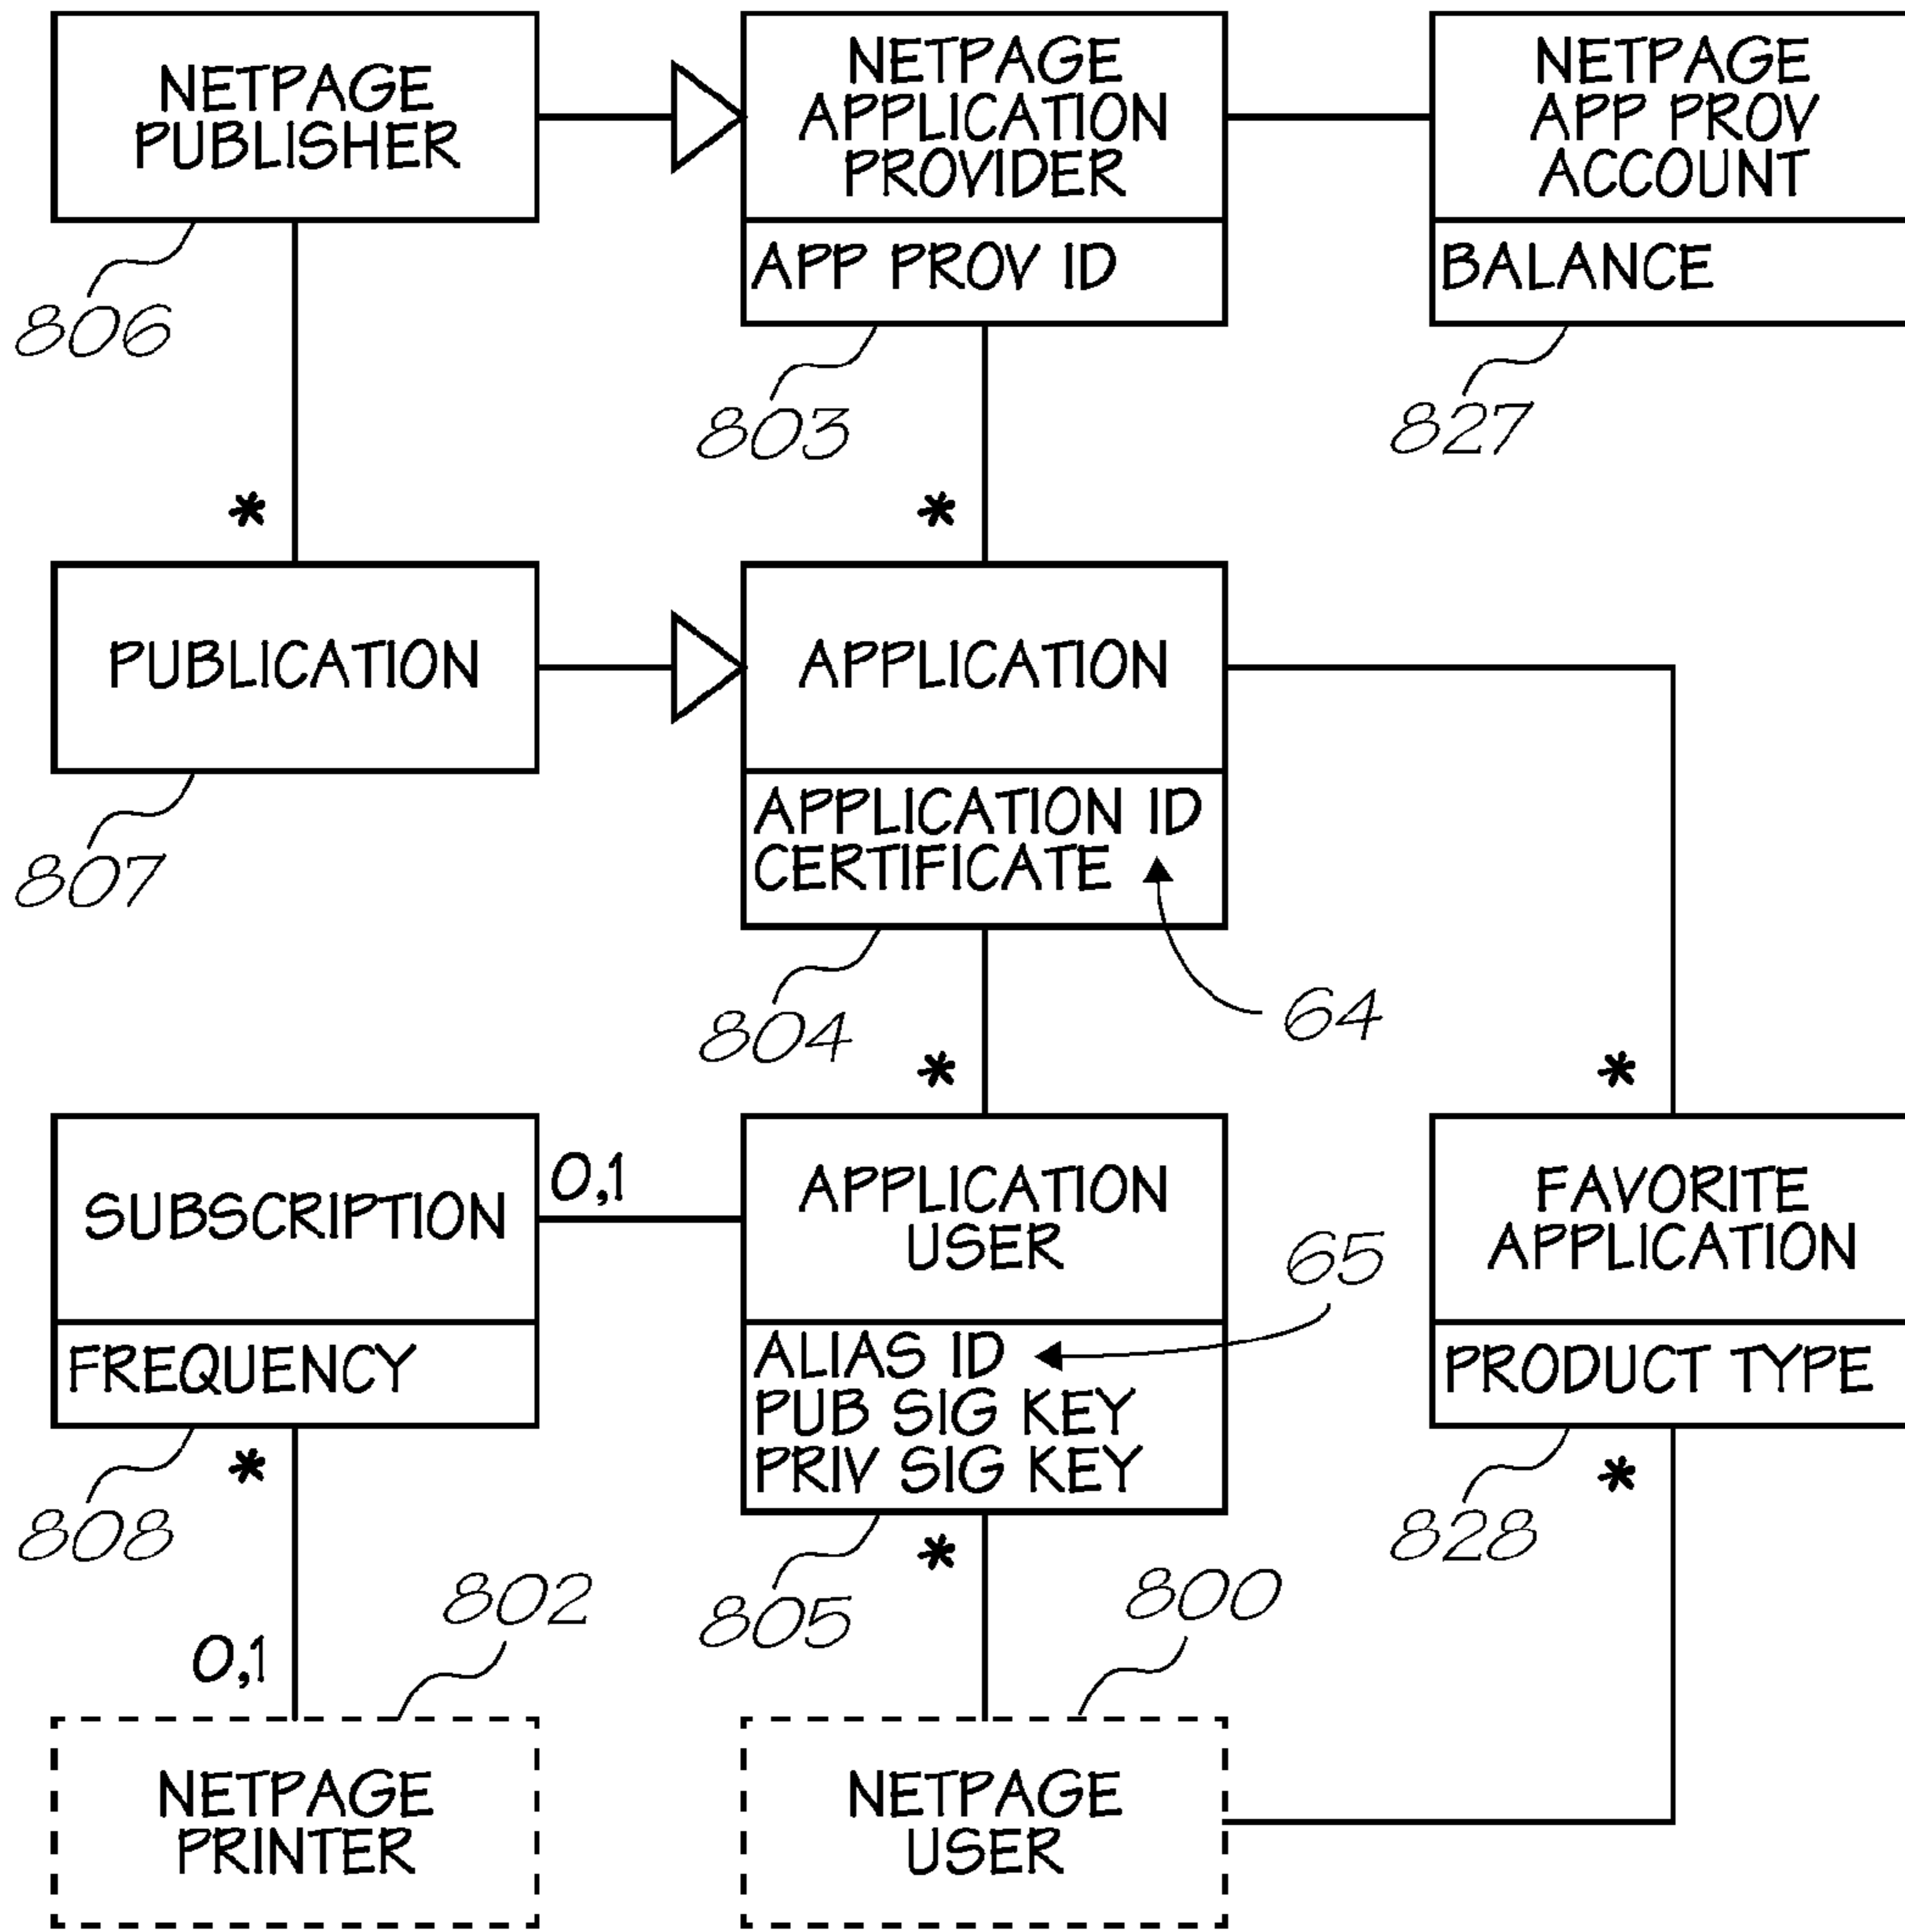 NETPAGE
PUBLISHER
NETPAGE
APPLICATION
PROVIDER
APP PROV ID
NETPAGE
APP PROV
ACCOUNT
BALANCE
806
803
827
*
*
PUBLICATION
APPLICATION
APPLICATION ID
CERTIFICATE
807
804
64
*
*
SUBSCRIPTION
FREQUENCY
0,1
APPLICATION
USER
ALIAS ID
PUB SIG KEY
PRIV SIG KEY
65
FAVORITE
APPLICATION
PRODUCT TYPE
808
*
805
*
828
*
802
800
0,1
NETPAGE
PRINTER
NETPAGE
USER